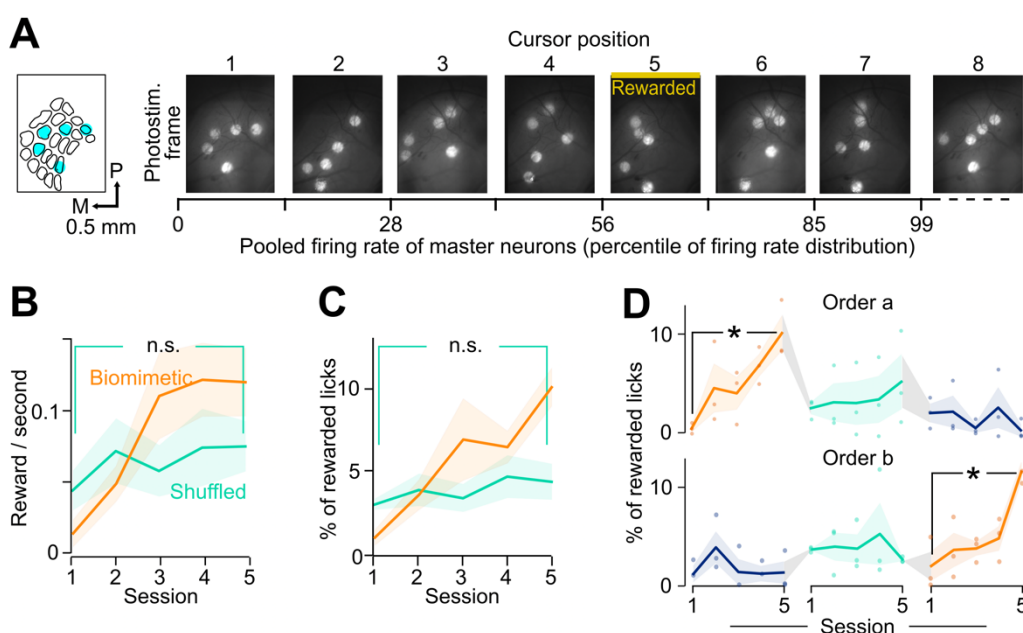 A
Cursor position
1 2 3 4 5 6 7 8
Rewarded
Photostim.
frame
P
M
0.5 mm
0 28 56 85 99
Pooled firing rate of master neurons (percentile of firing rate distribution)
B
n.s.
Biomimetic
Shuffled
Reward / second
0.1
0
1 2 3 4 5
Session
C
n.s.
% of rewarded licks
10
5
0
1 2 3 4 5
Session
D
Order a
*
10
0
Order b
*
10
0
% of rewarded licks
1 5 1 5 1 5
Session